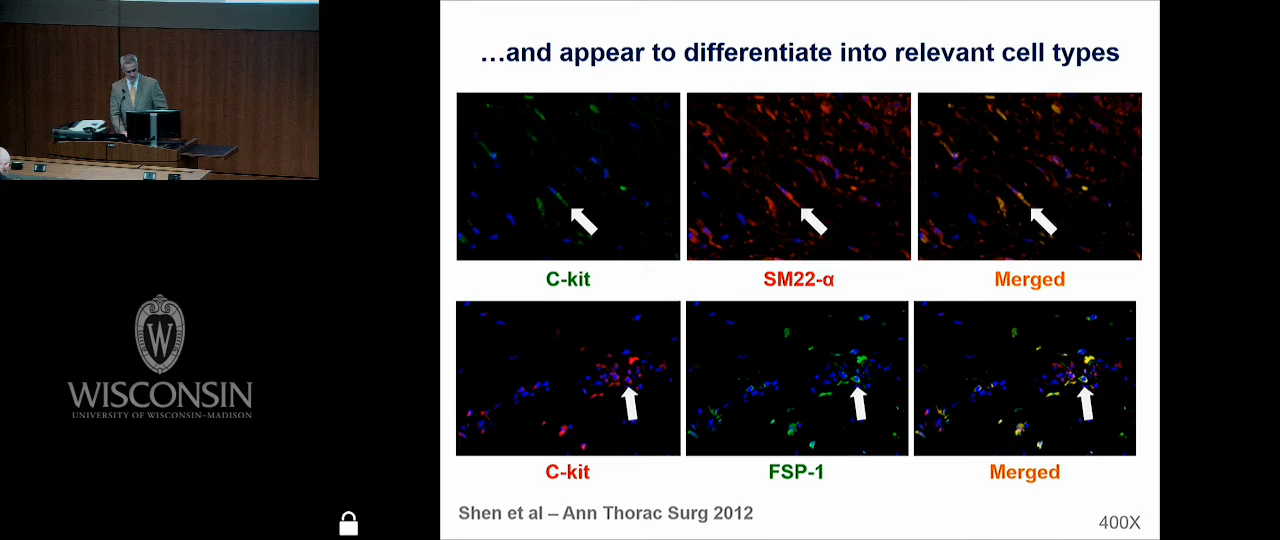 …and appear to differentiate into relevant cell types
C-kit
SM22-α
Merged
C-kit
FSP-1
Merged
Shen et al – Ann Thorac Surg 2012
400X
W
WISCONSIN
UNIVERSITY OF WISCONSIN–MADISON